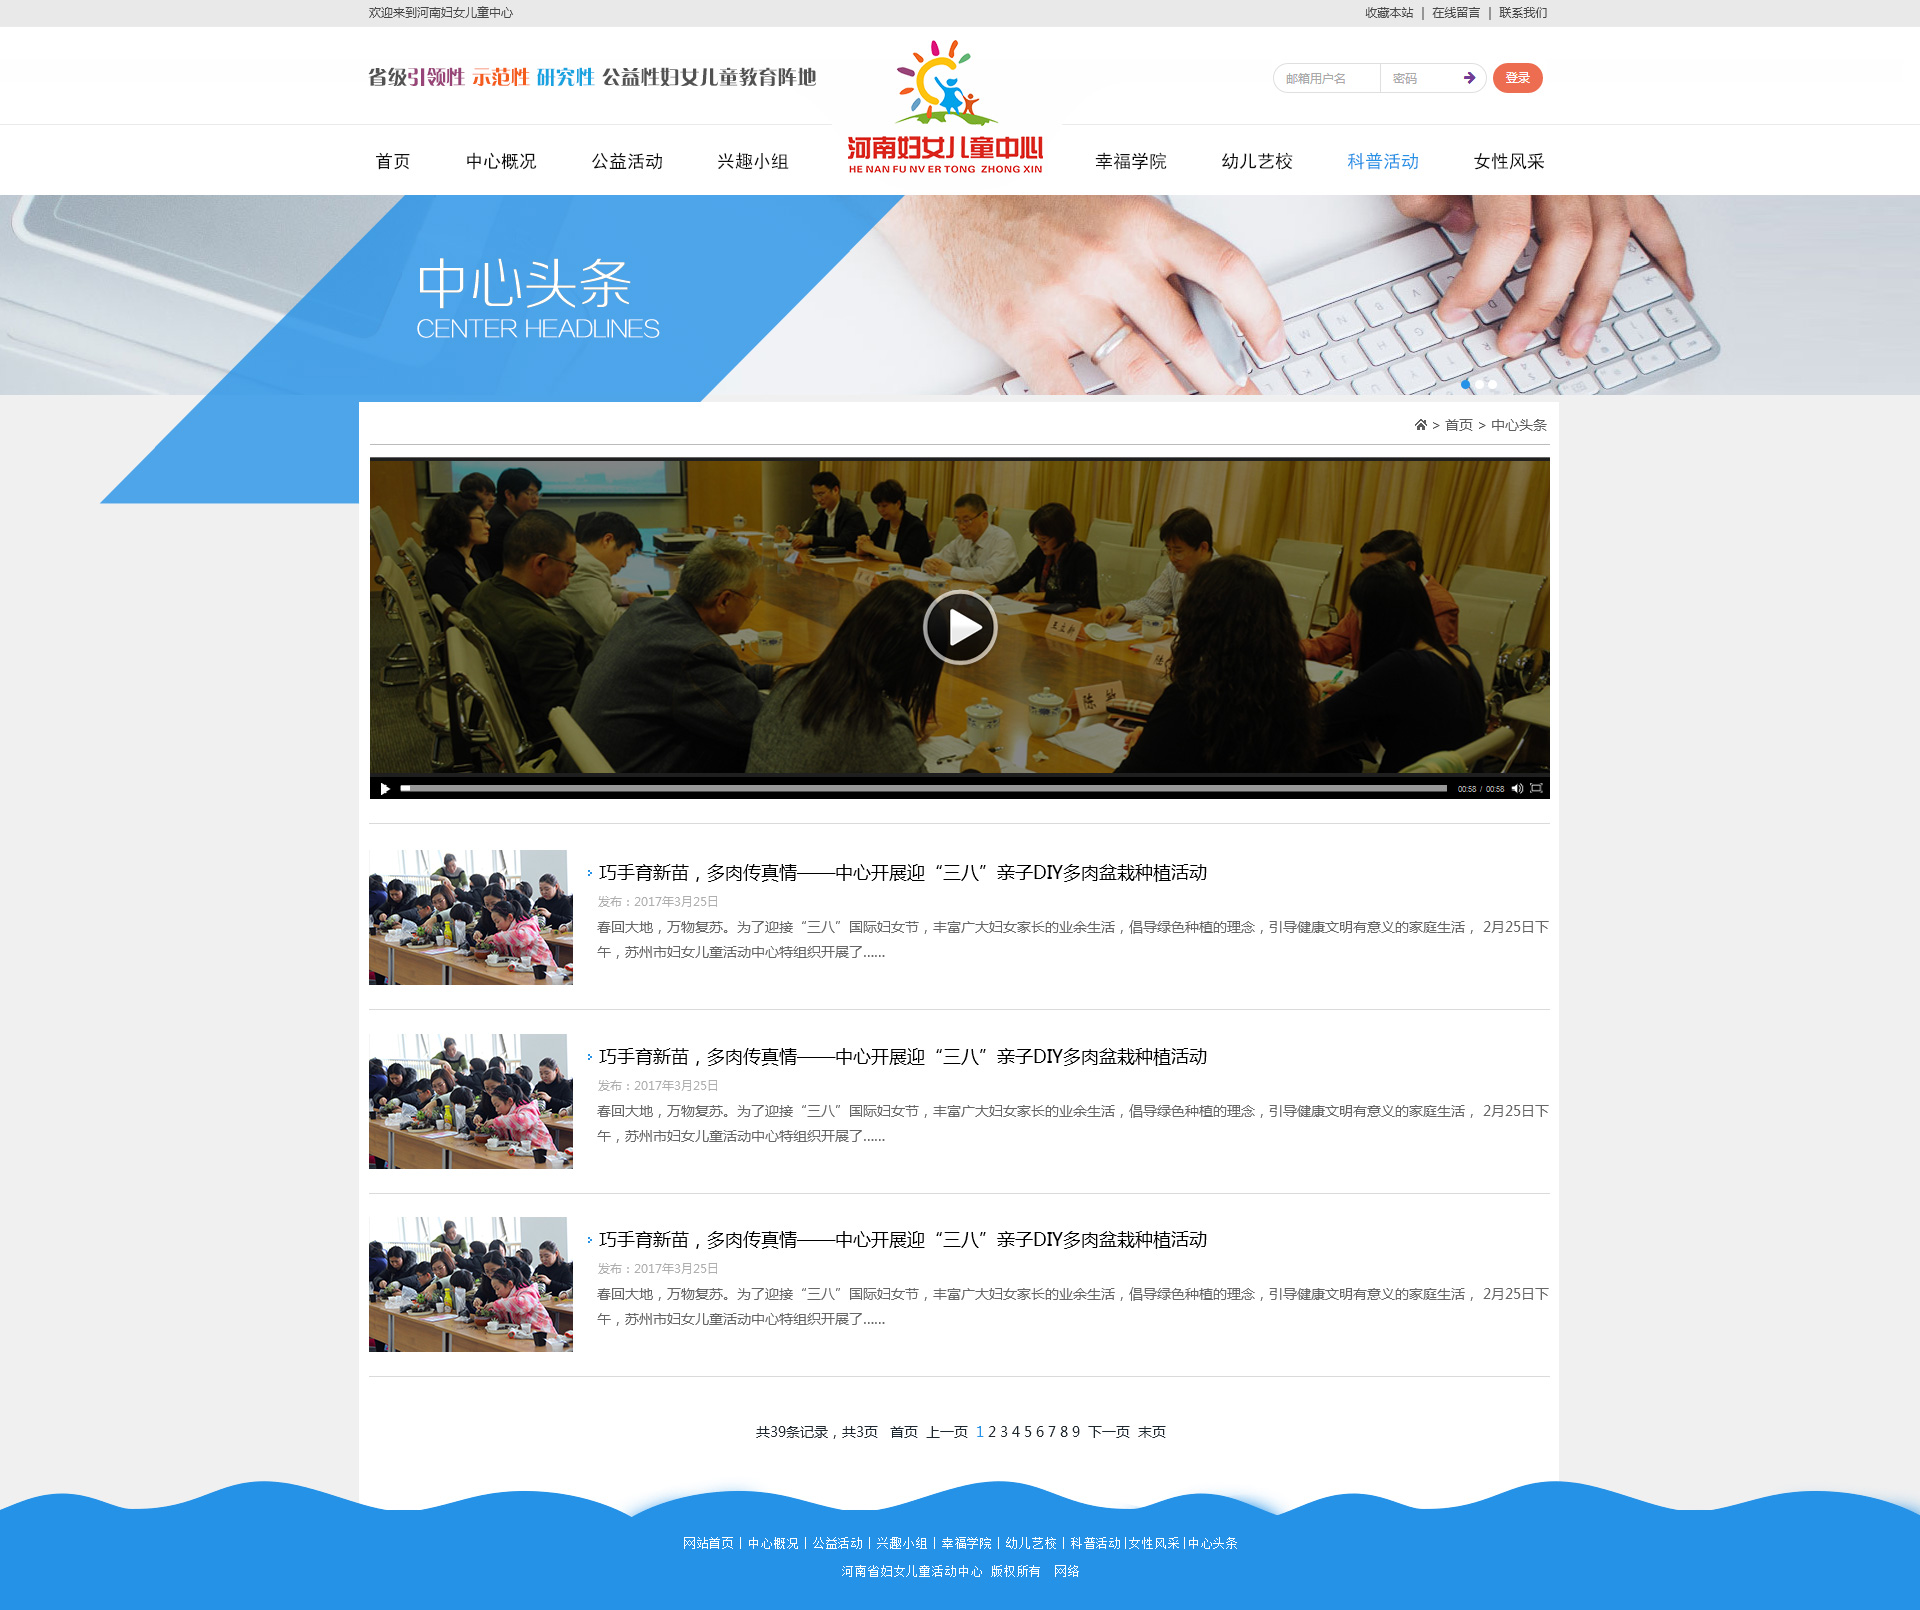 欢迎来到河南妇女儿童中心
收藏本站 | 在线留言 | 联系我们
省级引领性 示范性 研究性 公益性妇女儿童教育阵地
邮箱用户名 密码 登录
河南妇女儿童中心
HE NAN FU NV ER TONG ZHONG XIN
首页 中心概况 公益活动 兴趣小组 幸福学院 幼儿艺校 科普活动 女性风采
中心头条
CENTER HEADLINES
> 首页 > 中心头条
00:58 / 00:58
巧手育新苗，多肉传真情——中心开展迎“三八”亲子DIY多肉盆栽种植活动
发布：2017年3月25日
春回大地，万物复苏。为了迎接“三八”国际妇女节，丰富广大妇女家长的业余生活，倡导绿色种植的理念，引导健康文明有意义的家庭生活， 2月25日下
午，苏州市妇女儿童活动中心特组织开展了......
巧手育新苗，多肉传真情——中心开展迎“三八”亲子DIY多肉盆栽种植活动
发布：2017年3月25日
春回大地，万物复苏。为了迎接“三八”国际妇女节，丰富广大妇女家长的业余生活，倡导绿色种植的理念，引导健康文明有意义的家庭生活， 2月25日下
午，苏州市妇女儿童活动中心特组织开展了......
巧手育新苗，多肉传真情——中心开展迎“三八”亲子DIY多肉盆栽种植活动
发布：2017年3月25日
春回大地，万物复苏。为了迎接“三八”国际妇女节，丰富广大妇女家长的业余生活，倡导绿色种植的理念，引导健康文明有意义的家庭生活， 2月25日下
午，苏州市妇女儿童活动中心特组织开展了......
共39条记录，共3页 首页 上一页 1 2 3 4 5 6 7 8 9 下一页 末页
网站首页 | 中心概况 | 公益活动 | 兴趣小组 | 幸福学院 | 幼儿艺校 | 科普活动 |女性风采 |中心头条
河南省妇女儿童活动中心 版权所有 网络